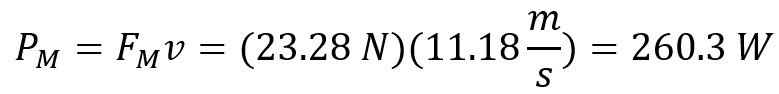 P_M = F_M v = (23.28 N)(11.18 m/s) = 260.3 W